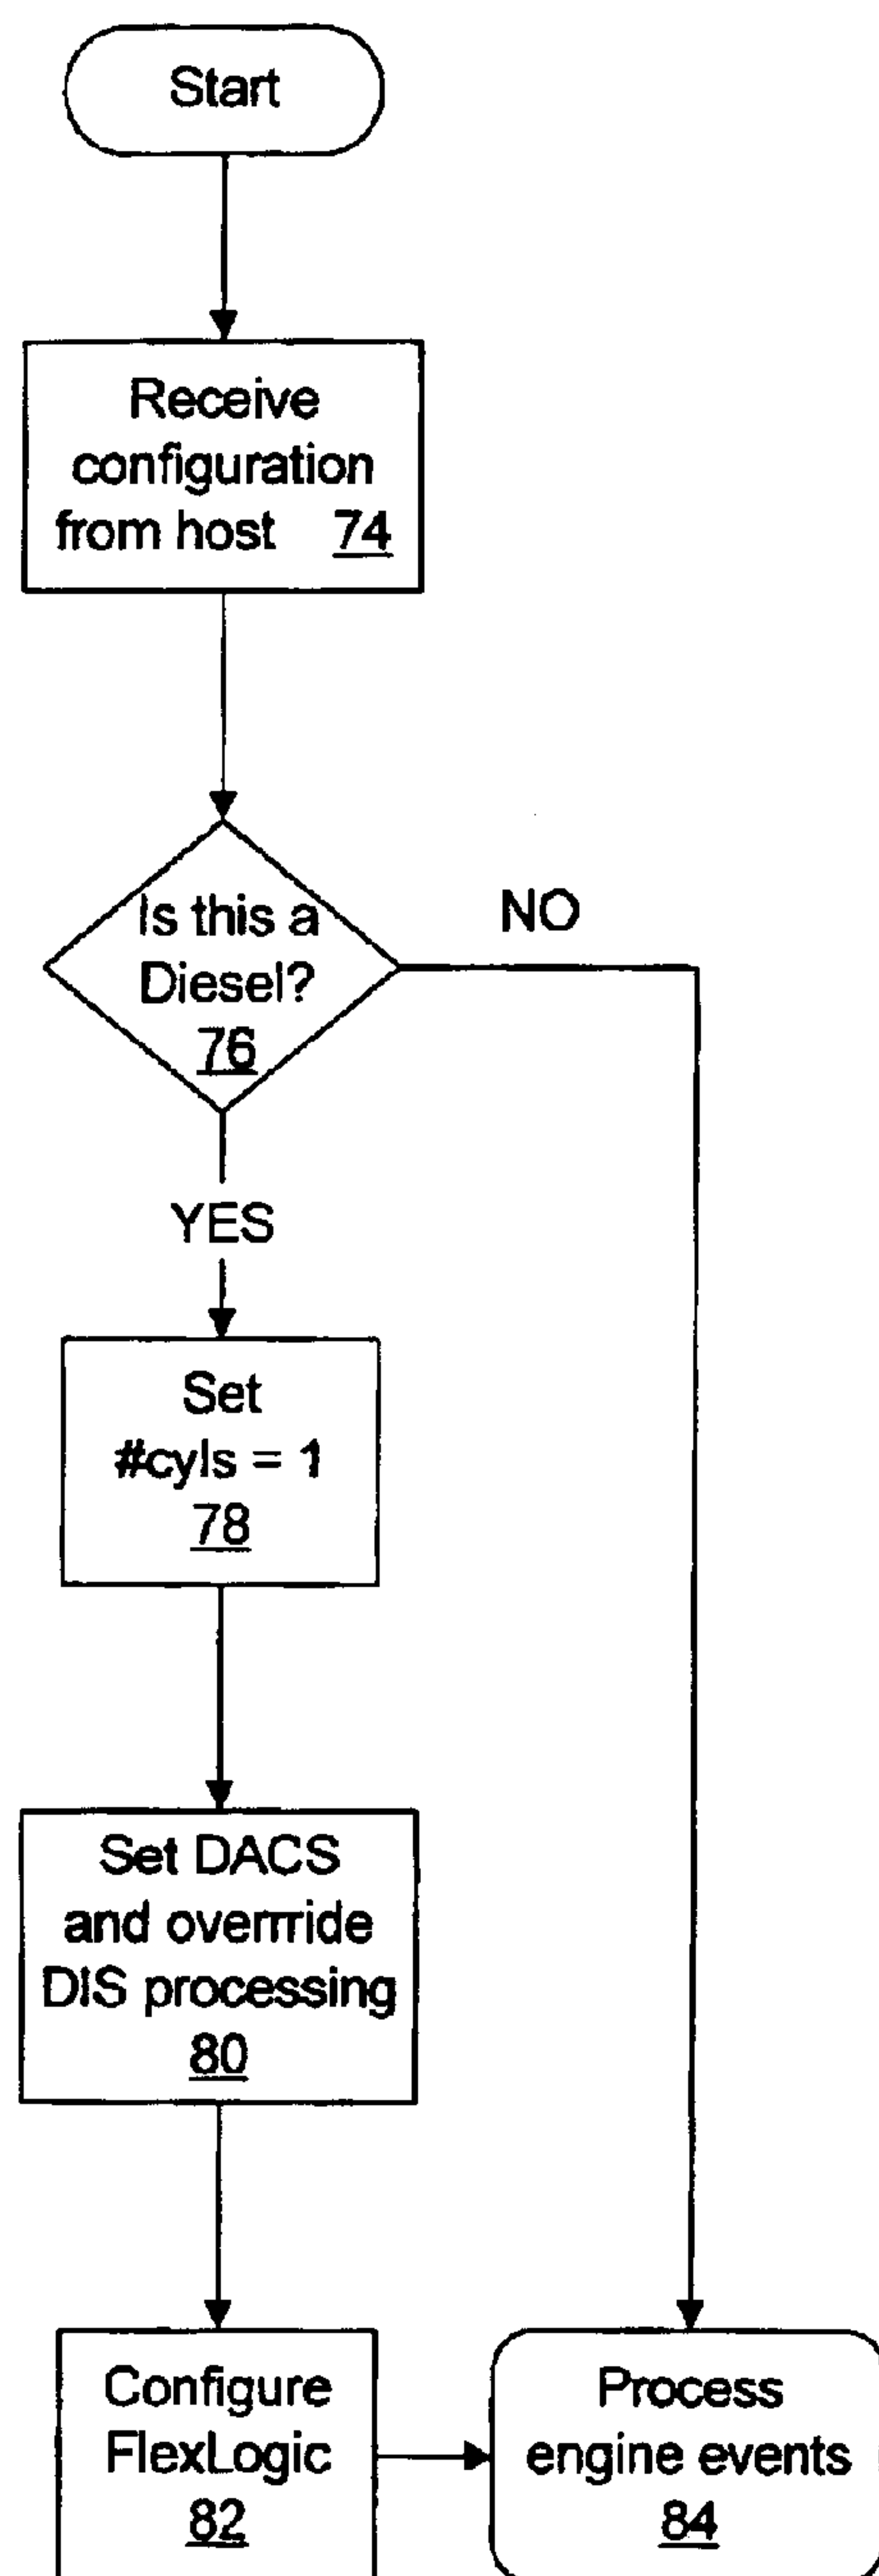 Start
Receive
configuration
from host 74
Is this a
Diesel?
76
NO
YES
Set
#cyls = 1
78
Set DACS
and overrride
DIS processing
80
Configure
FlexLogic
82
Process
engine events
84